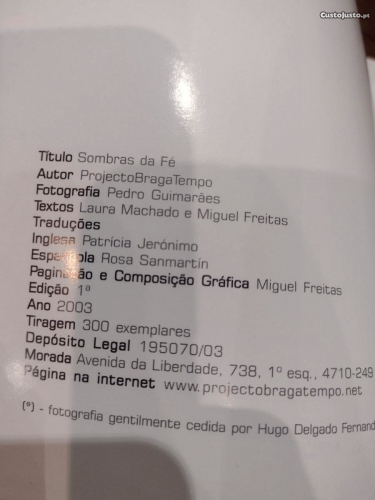 CustoJusto.pt
Título Sombras da Fé
Autor ProjectoBragaTempo
Fotografia Pedro Guimarães
Textos Laura Machado e Miguel Freitas
Traduções
Inglesa Patrícia Jerónimo
Espanhola Rosa Sanmartín
Paginação e Composição Gráfica Miguel Freitas
Edição 1ª
Ano 2003
Tiragem 300 exemplares
Depósito Legal 195070/03
Morada Avenida da Liberdade, 738, 1º esq., 4710-249
Página na internet www.projectobragatempo.net
(º) - fotografia gentilmente cedida por Hugo Delgado Fernand